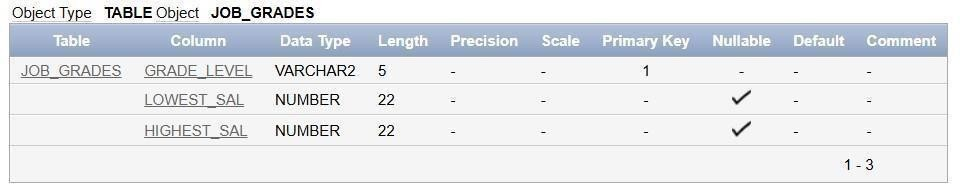 Object Type TABLE Object JOB_GRADES
Table Column Data Type Length Precision Scale Primary Key Nullable Default Comment
JOB_GRADES GRADE_LEVEL VARCHAR2 5 - - 1 - - -
LOWEST_SAL NUMBER 22 - - - ✓ - -
HIGHEST_SAL NUMBER 22 - - - ✓ - -
1 - 3